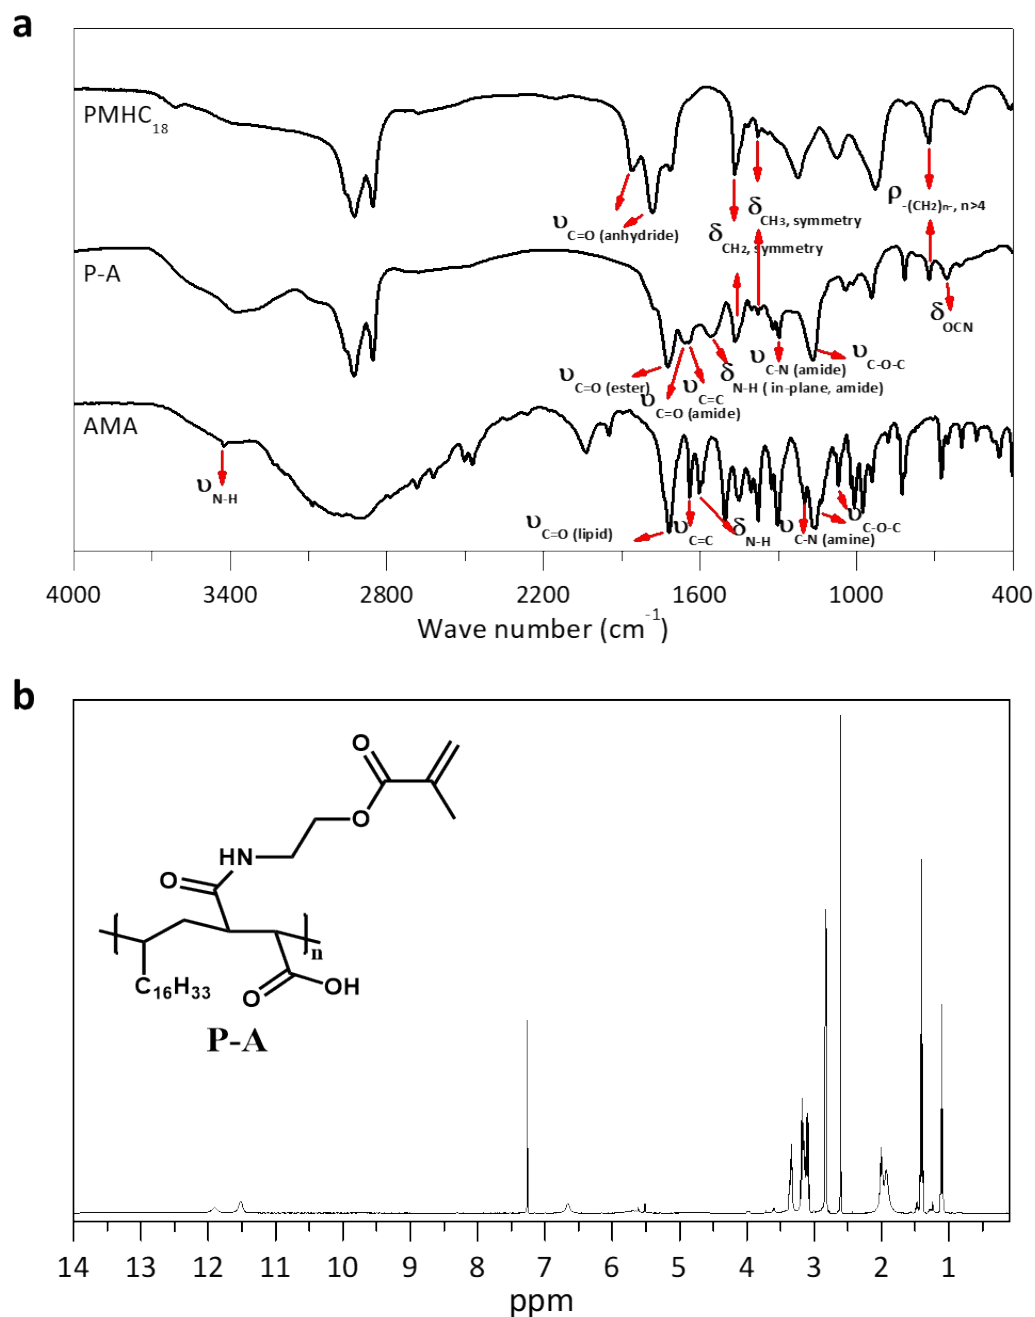 a
PMHC18
υC=O (anhydride)
δCH3, symmetry
δCH2, symmetry
ρ-(CH2)n-, n>4
P-A
υC=O (ester)
υC=O (amide)
υC=C
δN-H ( in-plane, amide)
υC-N (amide)
υC-O-C
δOCN
AMA
υN-H
υC=O (lipid)
υC=C
δN-H
υC-N (amine)
υC-O-C
4000 3400 2800 2200 1600 1000 400
Wave number (cm-1)
b
O
O
HN
O
n
C16H33
O
OH
P-A
14 13 12 11 10 9 8 7 6 5 4 3 2 1
ppm